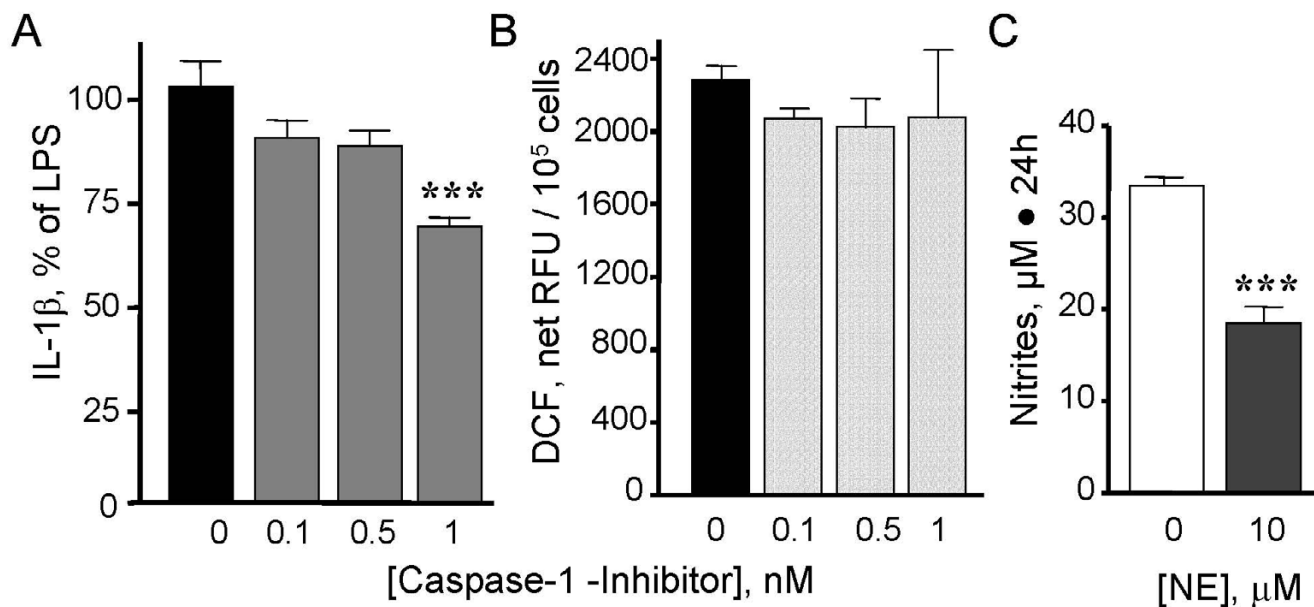 A
IL-1β, % of LPS
100
75
50
25
0
***
0 0.1 0.5 1
B
DCF, net RFU / 10⁵ cells
2400
2000
1600
1200
800
400
0
0 0.1 0.5 1
[Caspase-1 -Inhibitor], nM
C
Nitrites, µM ● 24h
40
30
20
10
0
***
0 10
[NE], μM